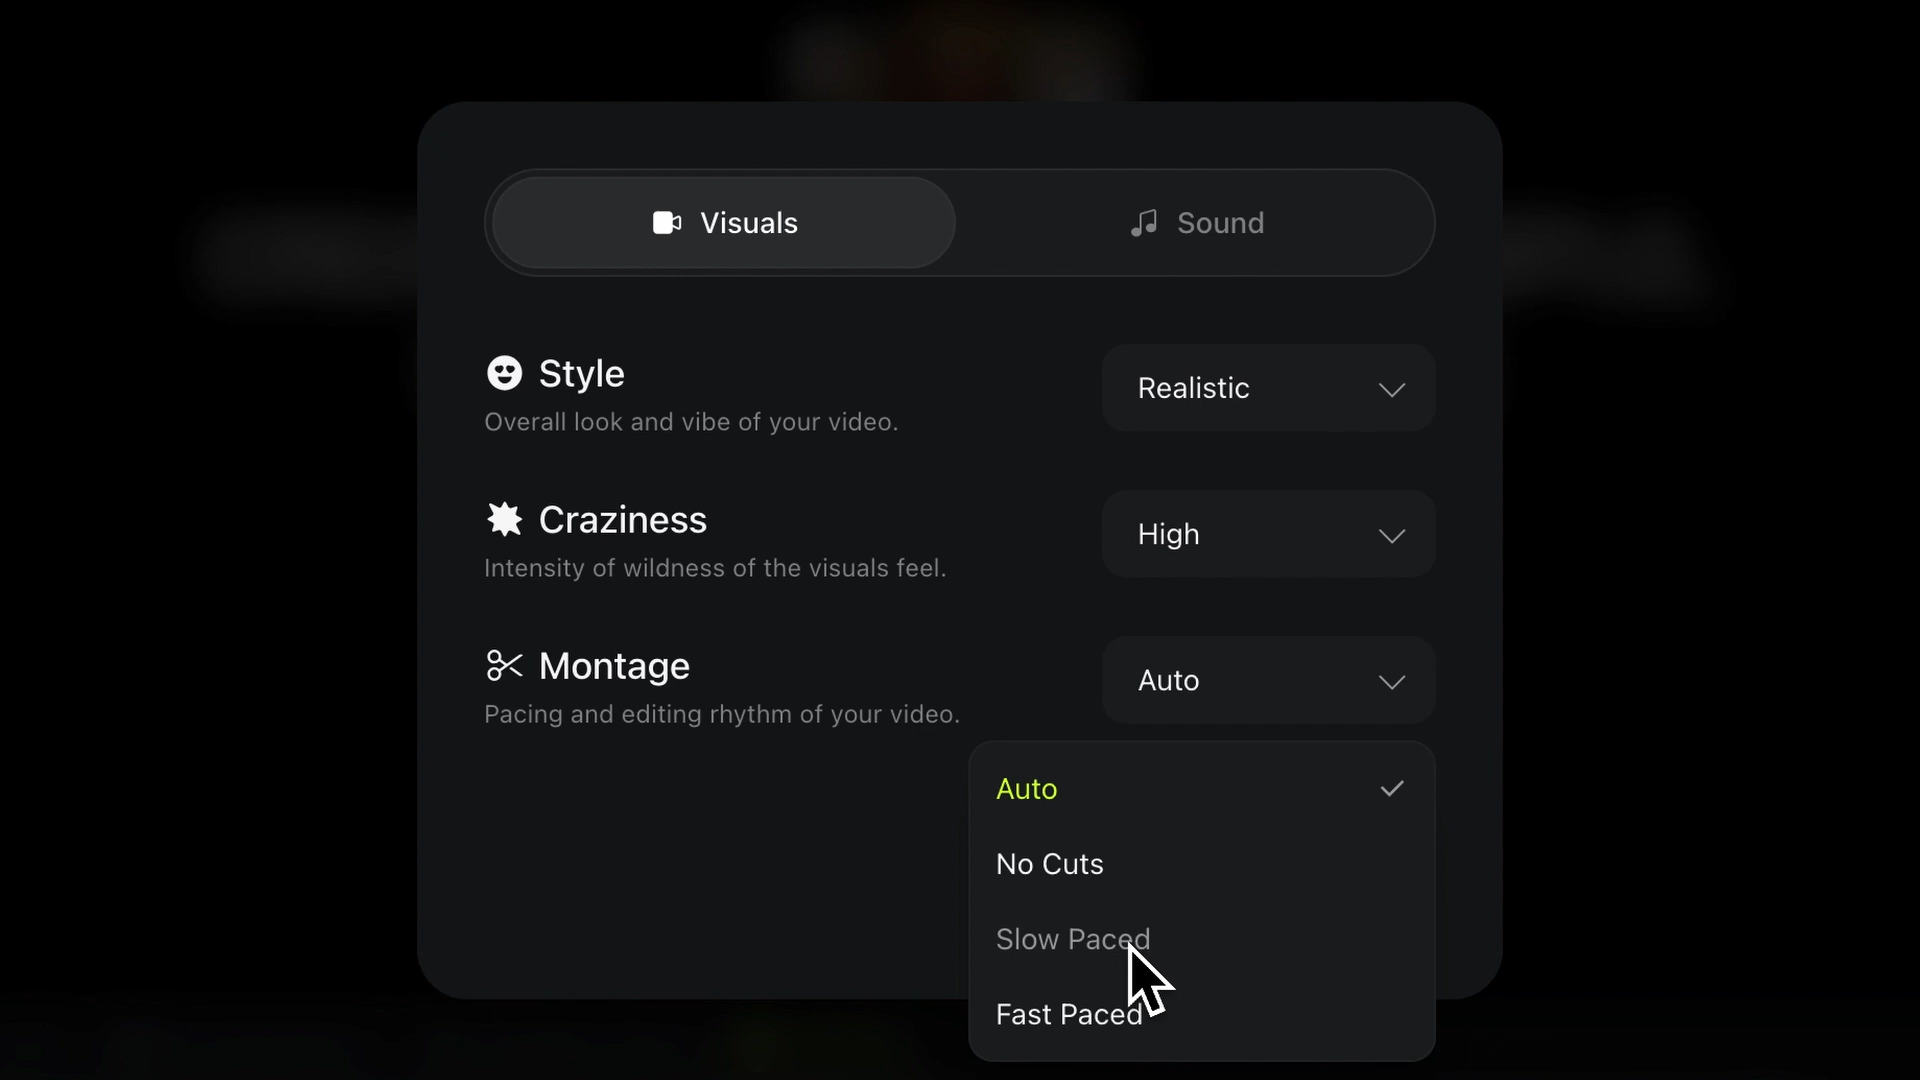 Visuals
Sound
Style
Realistic
Overall look and vibe of your video.
Craziness
High
Intensity of wildness of the visuals feel.
Montage
Auto
Pacing and editing rhythm of your video.
Auto
No Cuts
Slow Paced
Fast Paced